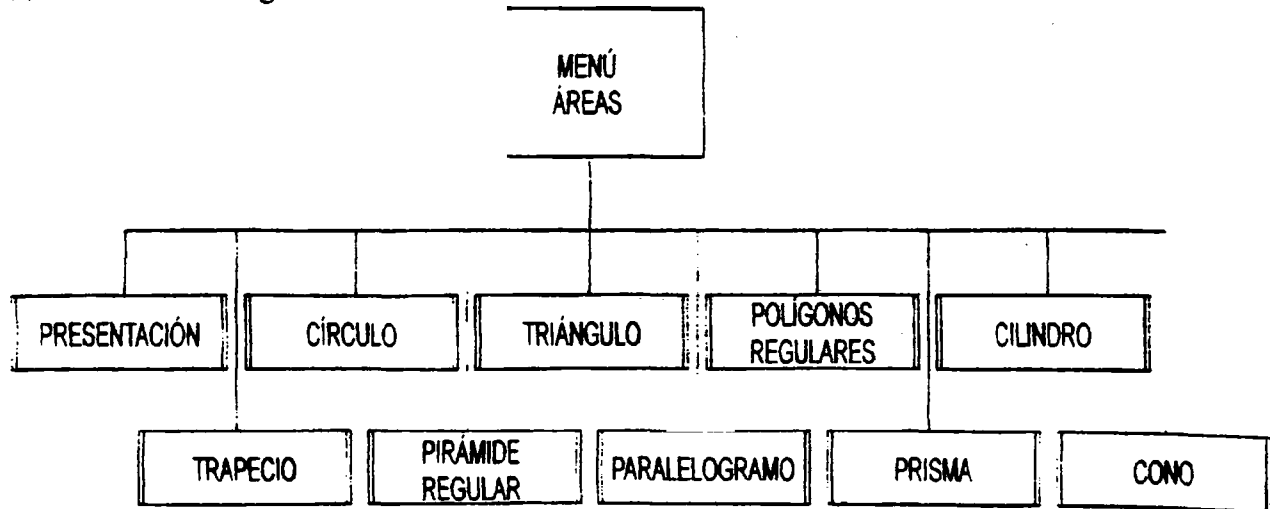 MENÚ
ÁREAS
PRESENTACIÓN
CÍRCULO
TRIÁNGULO
POLÍGONOS
REGULARES
CILINDRO
TRAPECIO
PIRÁMIDE
REGULAR
PARALELOGRAMO
PRISMA
CONO